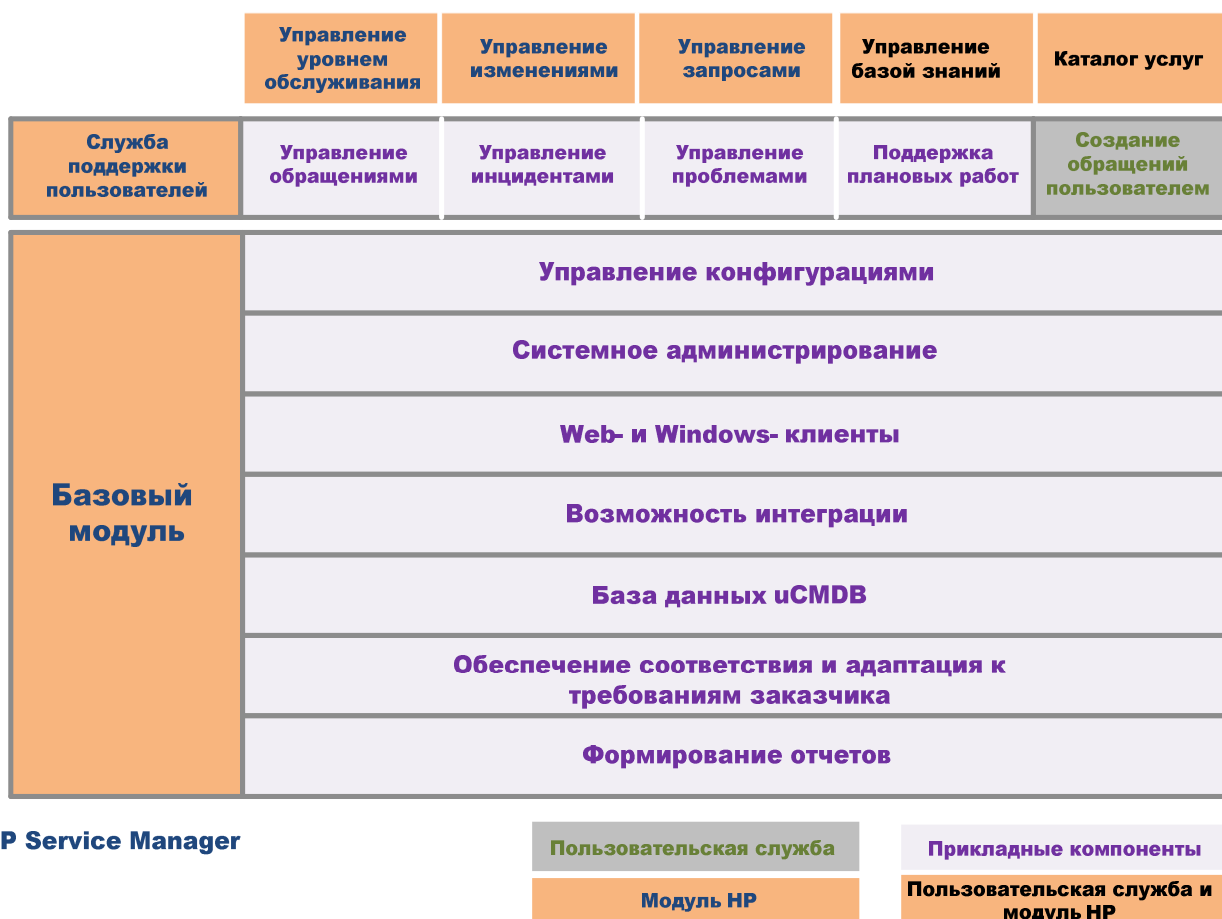 Управление
уровнем
обслуживания
Управление
изменениями
Управление
запросами
Управление
базой знаний
Каталог услуг
Служба
поддержки
пользователей
Управление
обращениями
Управление
инцидентами
Управление
проблемами
Поддержка
плановых работ
Создание
обращений
пользователем
Базовый
модуль
Управление конфигурациями
Системное администрирование
Web- и Windows- клиенты
Возможность интеграции
База данных uCMDB
Обеспечение соответствия и адаптация к
требованиям заказчика
Формирование отчетов
P Service Manager
Пользовательская служба
Прикладные компоненты
Модуль HP
Пользовательская служба и
модуль HP